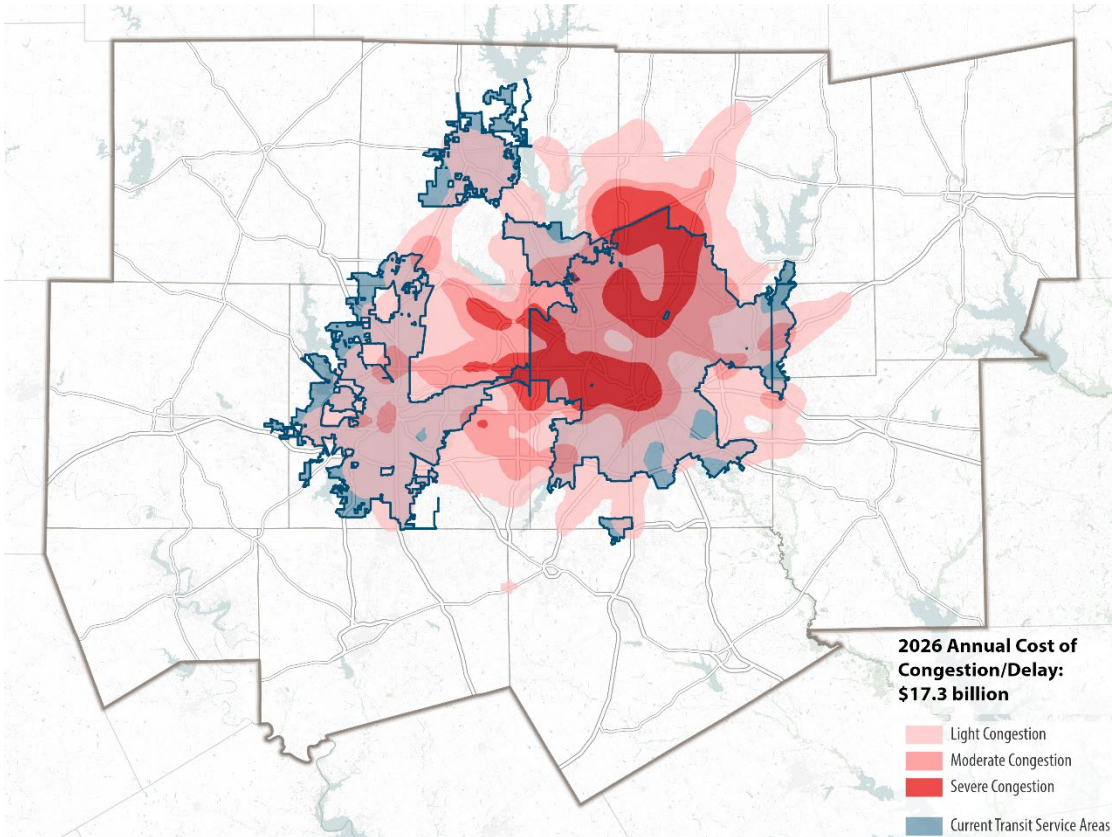 2026 Annual Cost of
Congestion/Delay:
$17.3 billion
Light Congestion
Moderate Congestion
Severe Congestion
Current Transit Service Areas